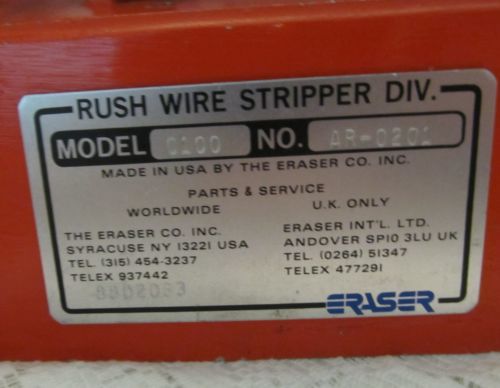 RUSH WIRE STRIPPER DIV.
MODEL C100 NO. AR-0201
MADE IN USA BY THE ERASER CO. INC.
PARTS & SERVICE
WORLDWIDE
THE ERASER CO. INC.
SYRACUSE NY 13221 USA
TEL. (315) 454-3237
TELEX 937442
U.K. ONLY
ERASER INT'L. LTD.
ANDOVER SP10 3LU UK
TEL. (0264) 51347
TELEX 477291
ERASER